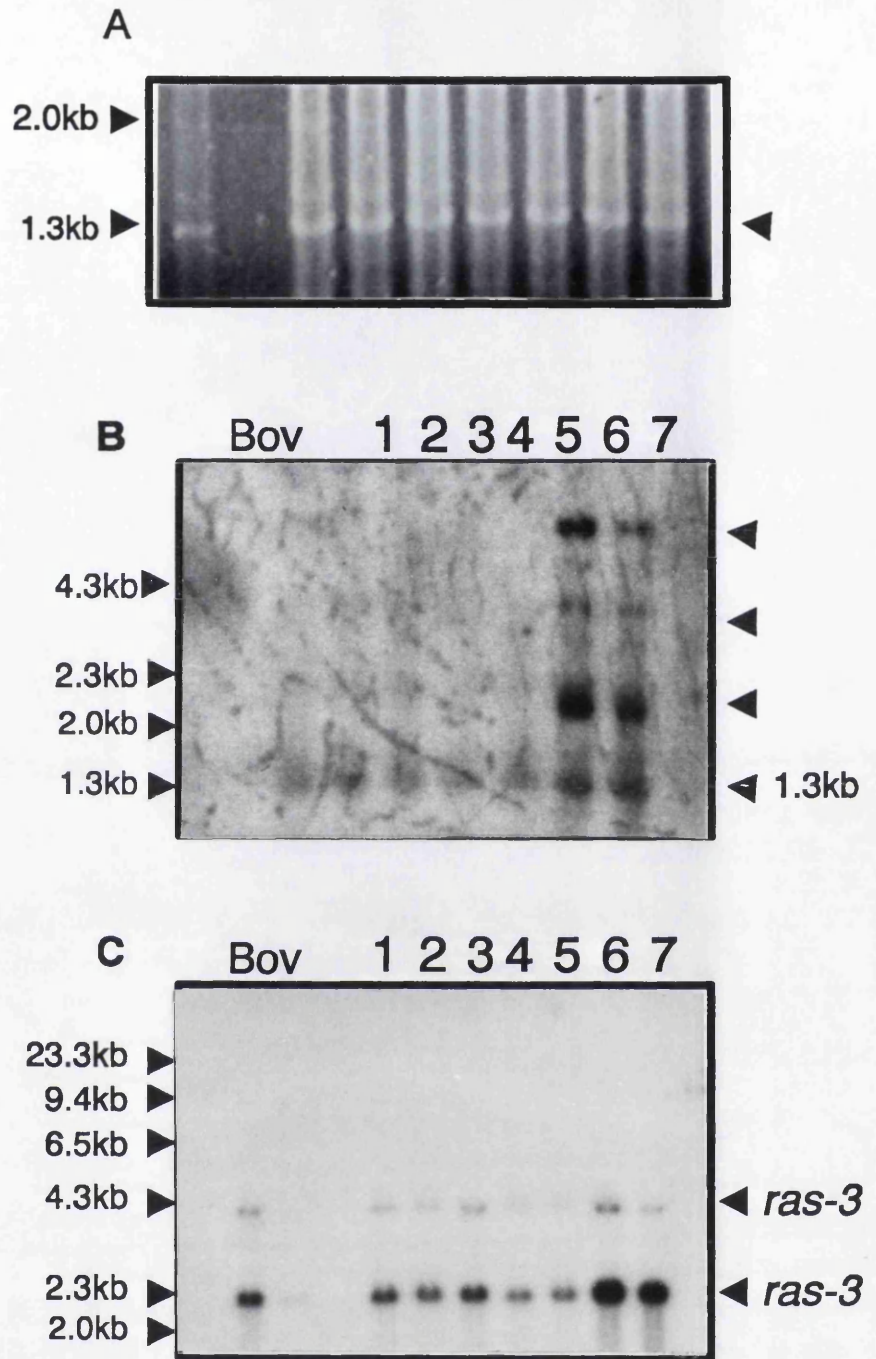 A
2.0kb
1.3kb
B Bov 1 2 3 4 5 6 7
4.3kb
2.3kb
2.0kb
1.3kb 1.3kb
C Bov 1 2 3 4 5 6 7
23.3kb
9.4kb
6.5kb
4.3kb ras-3
2.3kb ras-3
2.0kb